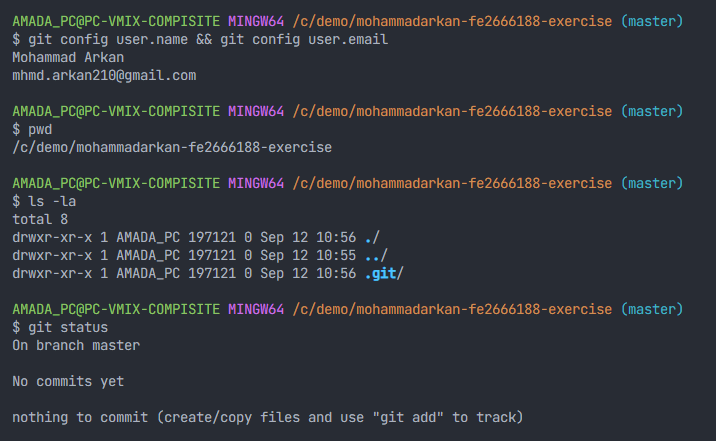 AMADA_PC@PC-VMIX-COMPISITE MINGW64 /c/demo/mohammadarkan-fe2666188-exercise (master)
$ git config user.name && git config user.email
Mohammad Arkan
mhmd.arkan210@gmail.com
AMADA_PC@PC-VMIX-COMPISITE MINGW64 /c/demo/mohammadarkan-fe2666188-exercise (master)
$ pwd
/c/demo/mohammadarkan-fe2666188-exercise
AMADA_PC@PC-VMIX-COMPISITE MINGW64 /c/demo/mohammadarkan-fe2666188-exercise (master)
$ ls -la
total 8
drwxr-xr-x 1 AMADA_PC 197121 0 Sep 12 10:56 ./
drwxr-xr-x 1 AMADA_PC 197121 0 Sep 12 10:55 ../
drwxr-xr-x 1 AMADA_PC 197121 0 Sep 12 10:56 .git/
AMADA_PC@PC-VMIX-COMPISITE MINGW64 /c/demo/mohammadarkan-fe2666188-exercise (master)
$ git status
On branch master
No commits yet
nothing to commit (create/copy files and use "git add" to track)